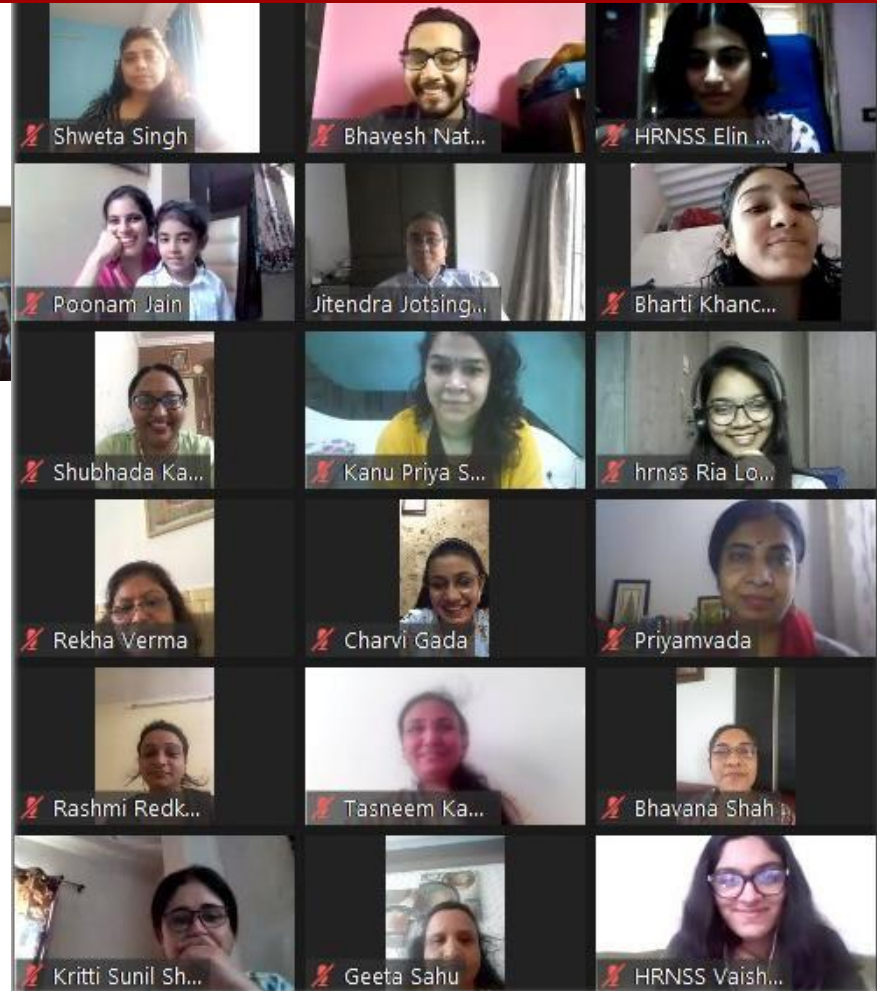 Shweta Singh
Bhavesh Nat...
HRNSS Elin ...
Poonam Jain
Jitendra Jotsing...
Bharti Khanc...
Shubhada Ka...
Kanu Priya S...
hrnss Ria Lo...
Rekha Verma
Charvi Gada
Priyamvada
Rashmi Redk...
Tasneem Ka...
Bhavana Shah
Kritti Sunil Sh...
Geeta Sahu
HRNSS Vaish...